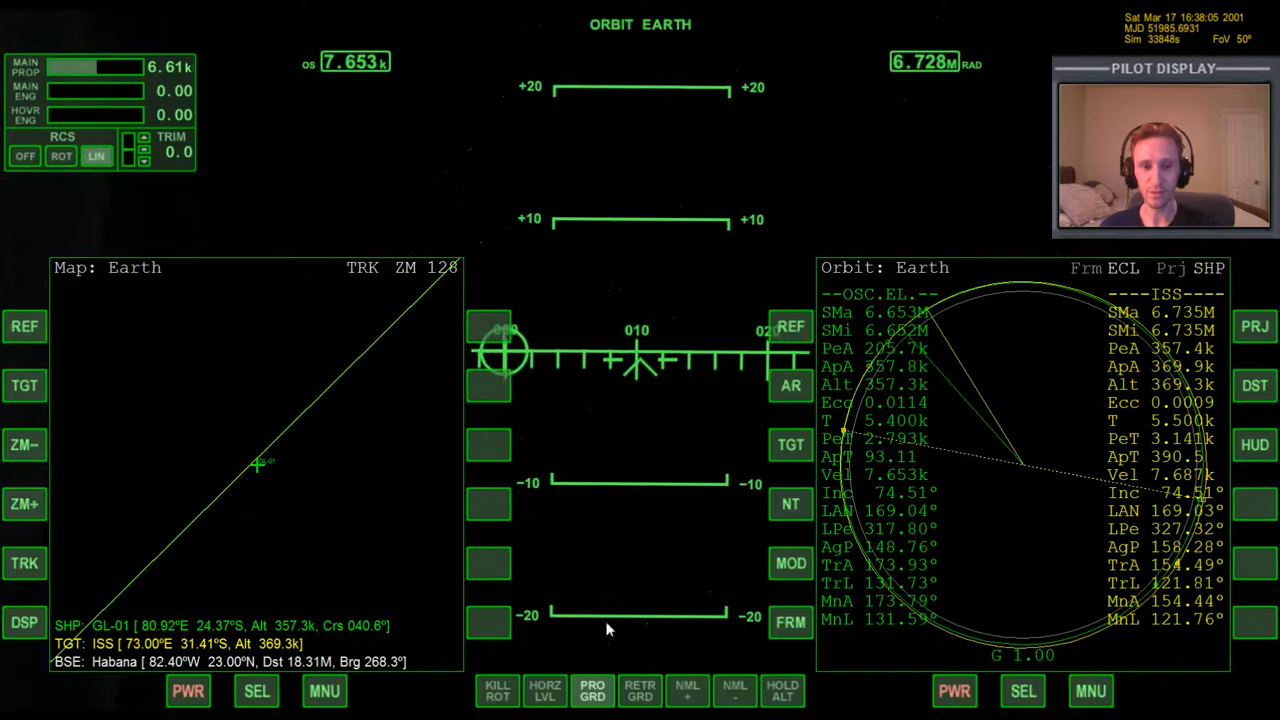 ORBIT EARTH
Sat Mar 17 16:38:05 2001
MJD 51985.6931
Sim 33848s FoV 50°
OS 7.653k
6.728M RAD
MAIN PROP 6.61k
MAIN ENG 0.00
HOVR ENG 0.00
RCS TRIM
OFF ROT LIN 0.0
PILOT DISPLAY
+20 +20
+10 +10
010
-10 -10
-20 -20
Map: Earth TRK ZM 128
REF
TGT
ZM-
ZM+
TRK
DSP
SHP: GL-01 [ 80.92°E 24.37°S, Alt 357.3k, Crs 040.6°]
TGT: ISS [ 73.00°E 31.41°S, Alt 369.3k]
BSE: Habana [ 82.40°W 23.00°N, Dst 18.31M, Brg 268.3°]
PWR SEL MNU
KILL ROT
HORZ LVL
PRO GRD
RETR GRD
NML +
NML -
HOLD ALT
REF
AR
TGT
NT
MOD
FRM
Orbit: Earth Frm ECL Prj SHP
--OSC.EL.-- ----ISS----
SMa 6.653M SMa 6.735M
SMi 6.652M SMi 6.735M
PeA 205.7k PeA 357.4k
ApA 357.8k ApA 369.9k
Alt 357.3k Alt 369.3k
Ecc 0.0114 Ecc 0.0009
T 5.400k T 5.500k
PeT 2.793k PeT 3.141k
ApT 93.11 ApT 390.5
Vel 7.653k Vel 7.687k
Inc 74.51° Inc 74.51°
LAN 169.04° LAN 169.03°
LPe 317.80° LPe 327.32°
AgP 148.76° AgP 158.28°
TrA 173.93° TrA 154.49°
TrL 131.73° TrL 121.81°
MnA 173.79° MnA 154.44°
MnL 131.59° MnL 121.76°
G 1.00
PRJ
DST
HUD
PWR SEL MNU